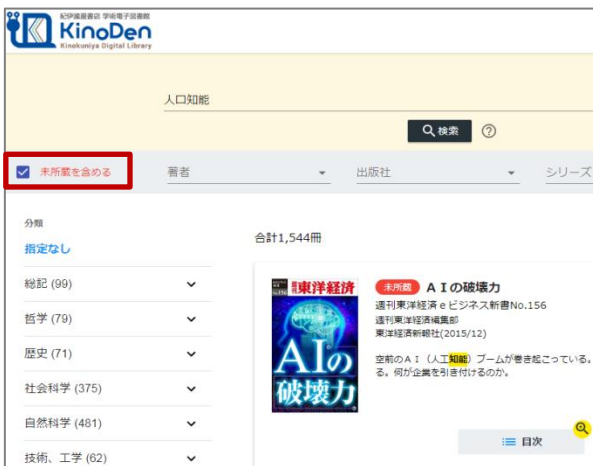 紀伊國屋書店 学術電子図書館
KinoDen
Kinokuniya Digital Library
人口知能
検索
未所蔵を含める
著者
出版社
シリーズ
分類
指定なし
総記 (99)
哲学 (79)
歴史 (71)
社会科学 (375)
自然科学 (481)
技術、工学 (62)
合計1,544冊
東洋経済
AIの
破壊力
未所蔵 AIの破壊力
週刊東洋経済 e ビジネス新書No.156
週刊東洋経済編集部
東洋経済新報社(2015/12)
空前のAI（人工知能）ブームが巻き起こっている。
る。何が企業を引き付けるのか。
目次